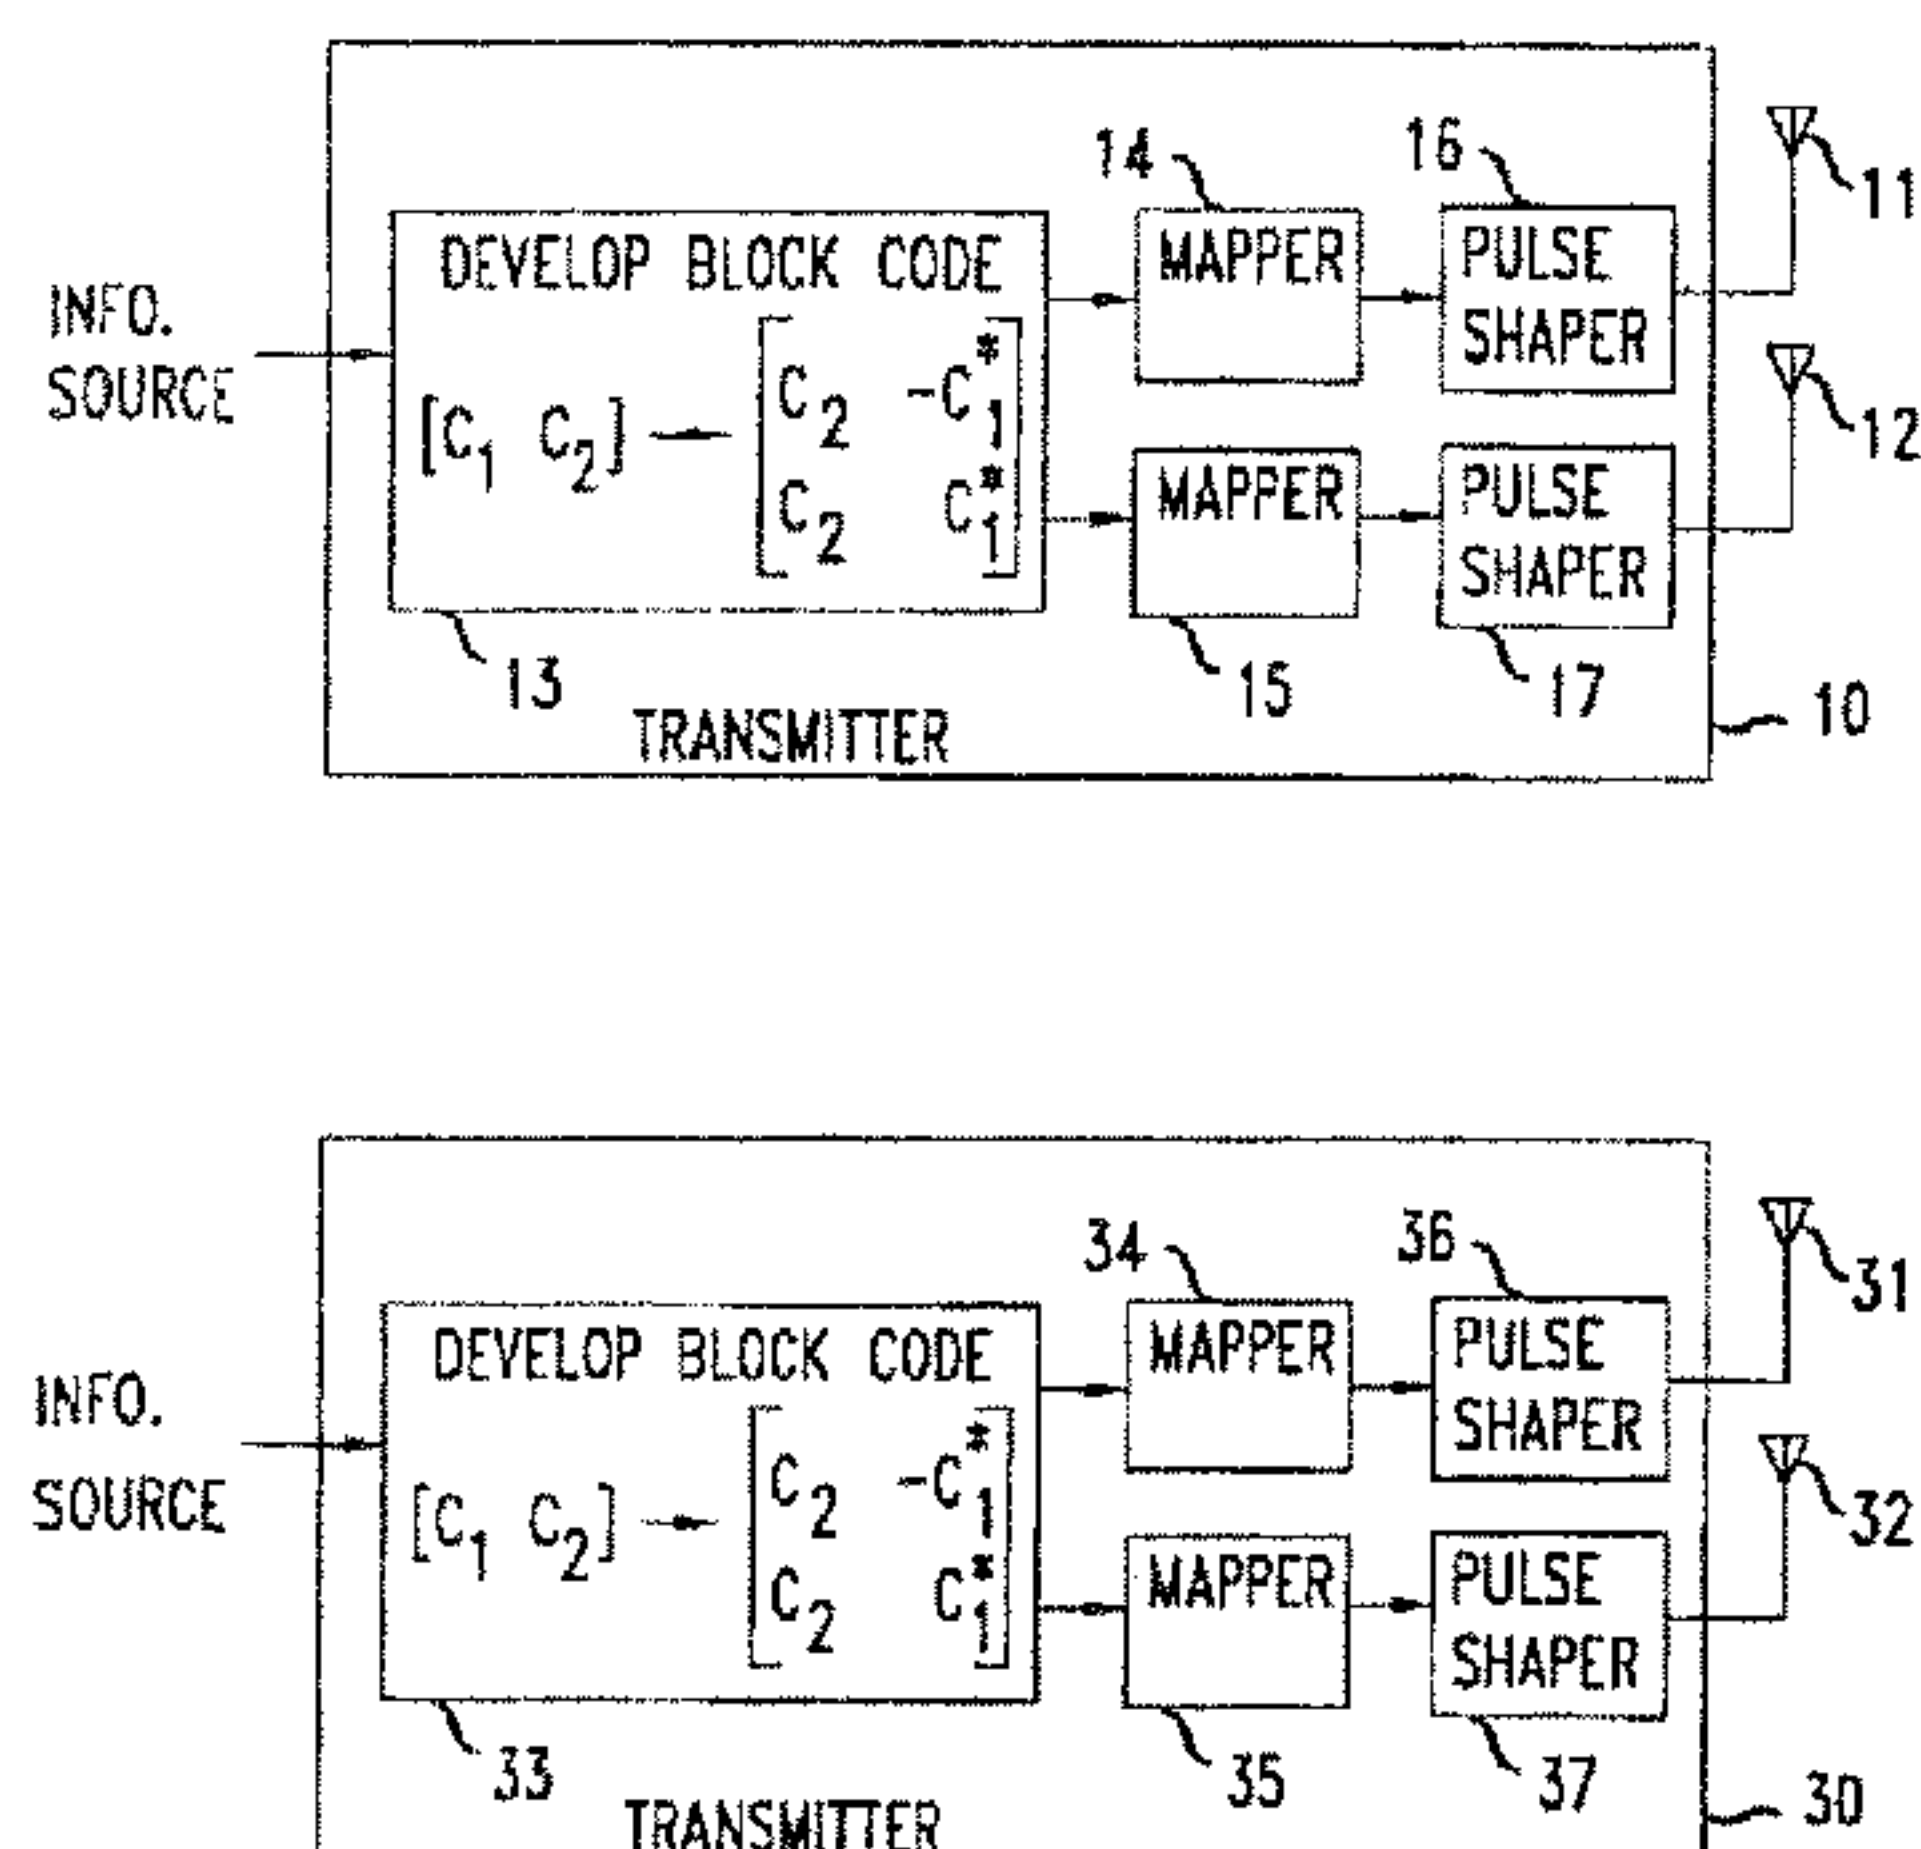 14
16
11
DEVELOP BLOCK CODE
MAPPER
PULSE
SHAPER
INFO.
SOURCE
[C1 C2]
C2 -C1*
C2 C1*
12
MAPPER
PULSE
SHAPER
13
15
17
10
TRANSMITTER
34
36
31
DEVELOP BLOCK CODE
MAPPER
PULSE
SHAPER
INFO.
SOURCE
[C1 C2]
C2 -C1*
C2 C1*
32
MAPPER
PULSE
SHAPER
33
35
37
30
TRANSMITTER